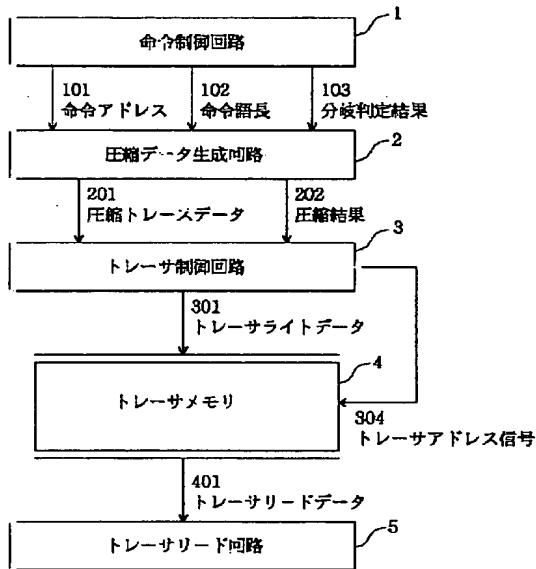 1
命令制御回路
101
命令アドレス
102
命令語長
103
分岐判定結果
2
圧縮データ生成回路
201
圧縮トレースデータ
202
圧縮結果
3
トレーサ制御回路
301
トレーサライトデータ
4
トレーサメモリ
304
トレーサアドレス信号
401
トレーサリードデータ
5
トレーサリード回路